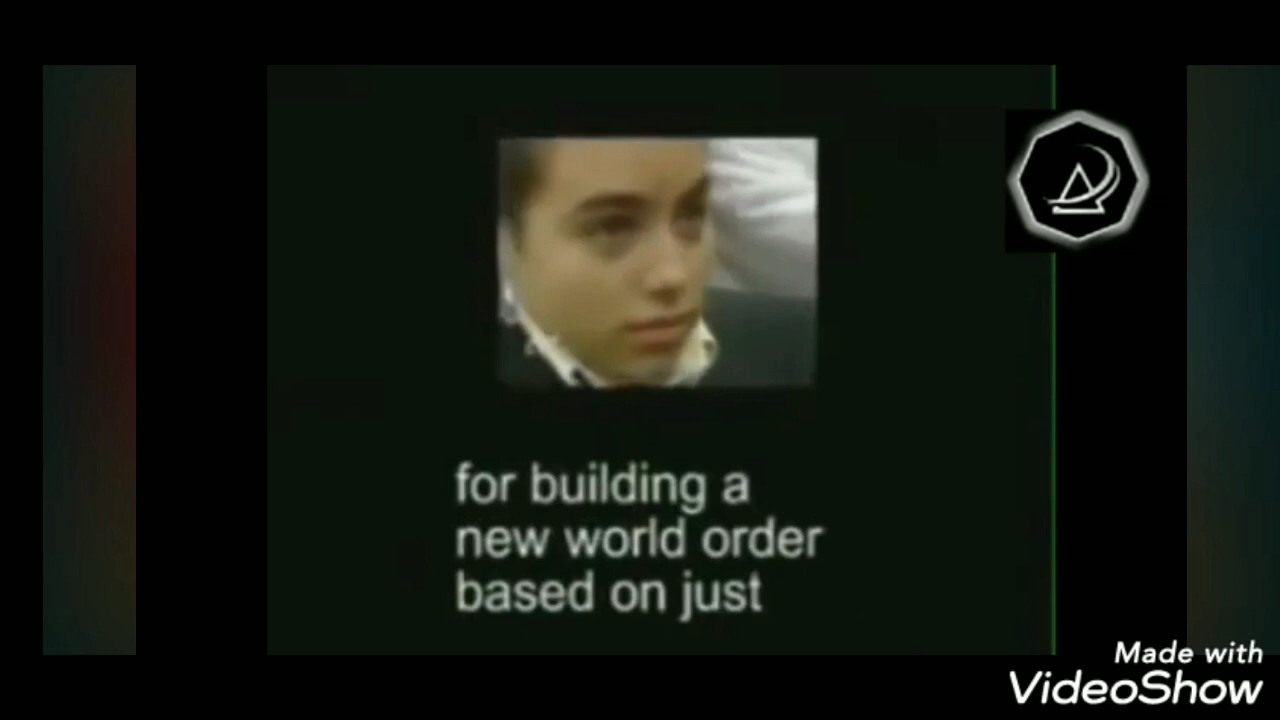 for building a
new world order
based on just
Made with
VideoShow